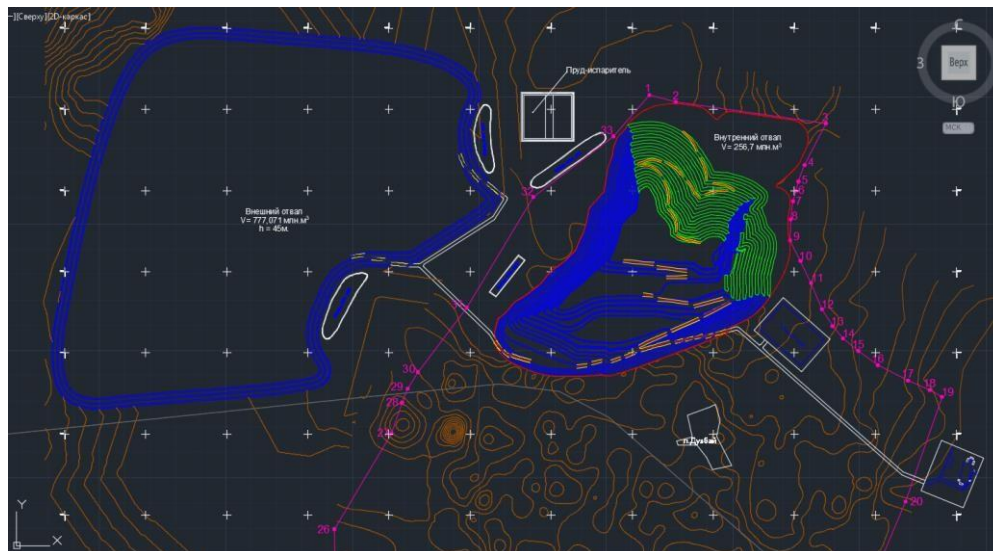 –][Сверху][2D-каркас]
С
З
Верх
Ю
МСК
Пруд-испаритель
Внутренний отвал
V= 256,7 млн.м³
Внешний отвал
V= 777,071 млн.м³
h = 45м.
1
2
3
4
5
6
7
8
9
10
11
12
13
14
15
16
17
18
19
20
26
27
28
29
30
31
32
33
Y
X